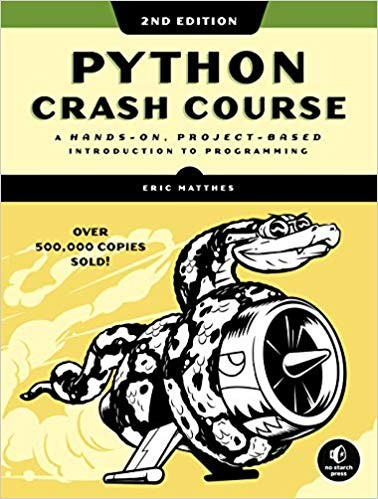 2ND EDITION
PYTHON
CRASH COURSE
A HANDS-ON, PROJECT-BASED
INTRODUCTION TO PROGRAMMING
ERIC MATTHES
OVER
500,000 COPIES
SOLD!
no starch
press